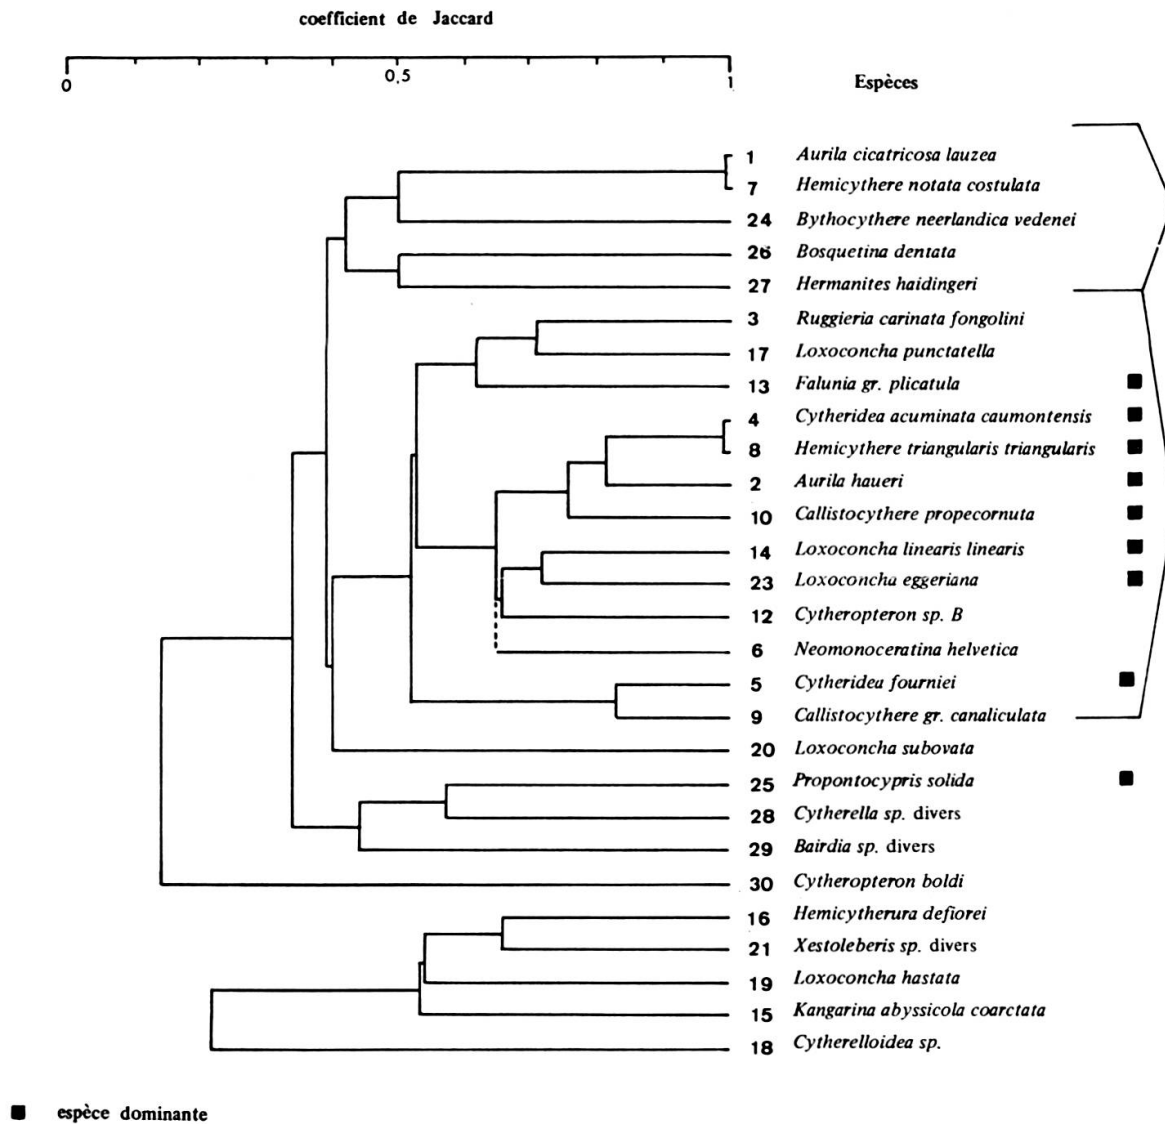 coefficient de Jaccard
0 0,5 1
Espèces
1 Aurila cicatricosa lauzea
7 Hemicythere notata costulata
24 Bythocythere neerlandica vedenei
26 Bosquetina dentata
27 Hermanites haidingeri
3 Ruggieria carinata fongolini
17 Loxoconcha punctatella
13 Falunia gr. plicatula
4 Cytheridea acuminata caumontensis
8 Hemicythere triangularis triangularis
2 Aurila haueri
10 Callistocythere propecornuta
14 Loxoconcha linearis linearis
23 Loxoconcha eggeriana
12 Cytheropteron sp. B
6 Neomonoceratina helvetica
5 Cytheridea fourniei
9 Callistocythere gr. canaliculata
20 Loxoconcha subovata
25 Propontocypris solida
28 Cytherella sp. divers
29 Bairdia sp. divers
30 Cytheropteron boldi
16 Hemicytherura defiorei
21 Xestoleberis sp. divers
19 Loxoconcha hastata
15 Kangarina abyssicola coarctata
18 Cytherelloidea sp.
espèce dominante